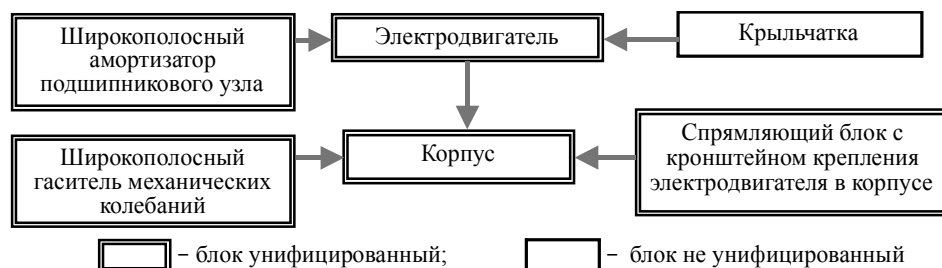 Широкополосный
амортизатор
подшипникового узла
Электродвигатель
Крыльчатка
Широкополосный
гаситель механических
колебаний
Корпус
Спрямляющий блок с
кронштейном крепления
электродвигателя в корпусе
– блок унифицированный;
– блок не унифицированный